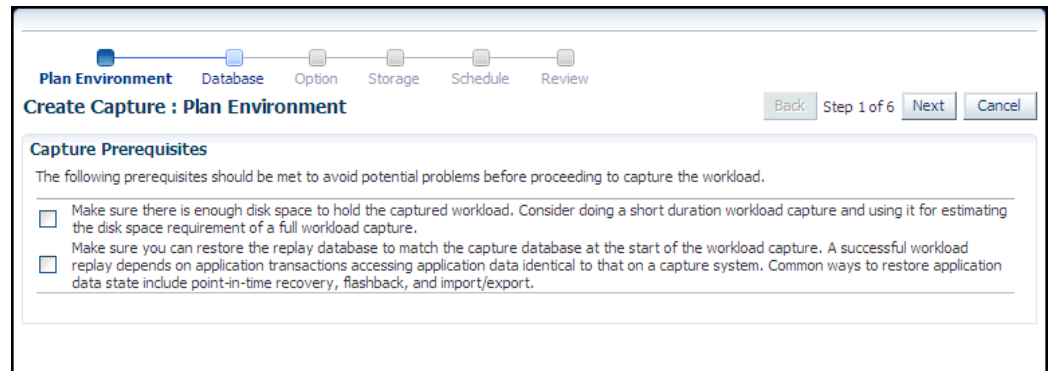 Plan Environment Database Option Storage Schedule Review
Create Capture : Plan Environment
Back Step 1 of 6 Next Cancel
Capture Prerequisites
The following prerequisites should be met to avoid potential problems before proceeding to capture the workload.
Make sure there is enough disk space to hold the captured workload. Consider doing a short duration workload capture and using it for estimating
the disk space requirement of a full workload capture.
Make sure you can restore the replay database to match the capture database at the start of the workload capture. A successful workload
replay depends on application transactions accessing application data identical to that on a capture system. Common ways to restore application
data state include point-in-time recovery, flashback, and import/export.